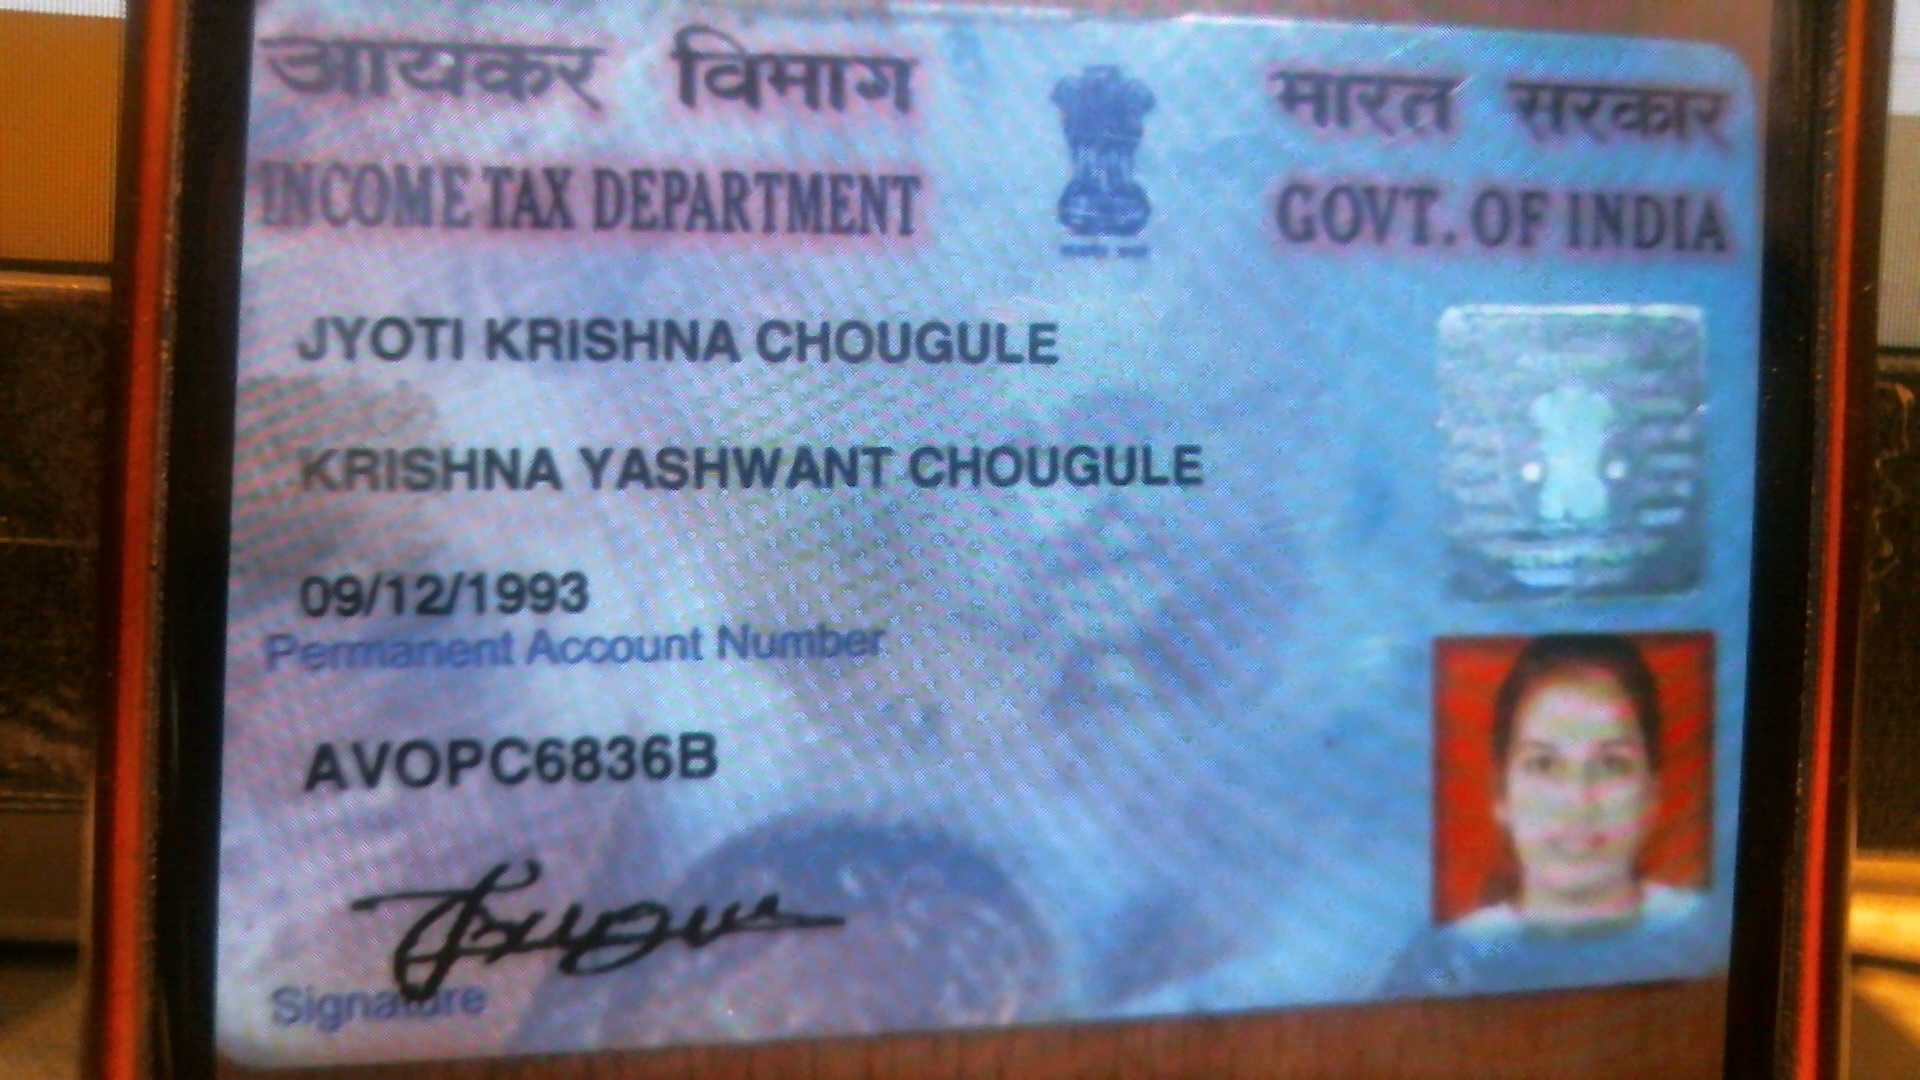 आयकर विभाग
भारत सरकार
INCOME TAX DEPARTMENT
GOVT. OF INDIA
JYOTI KRISHNA CHOUGULE
KRISHNA YASHWANT CHOUGULE
09/12/1993
Permanent Account Number
AVOPC6836B
Signature